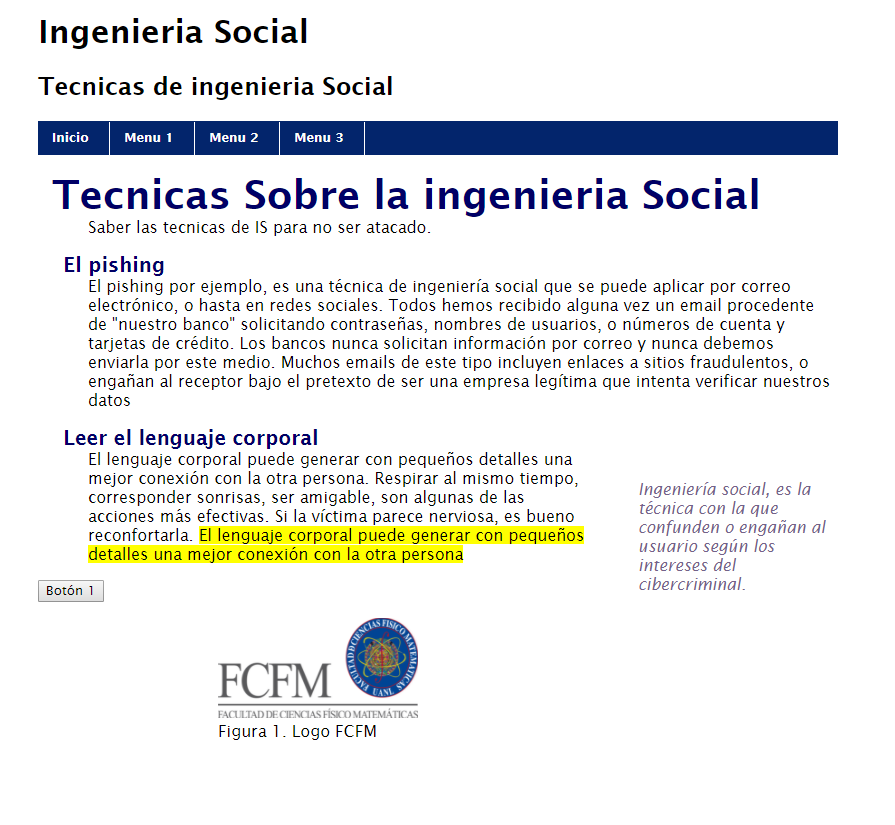 Ingenieria Social
Tecnicas de ingenieria Social
Inicio Menu 1 Menu 2 Menu 3
Tecnicas Sobre la ingenieria Social
Saber las tecnicas de IS para no ser atacado.
El pishing
El pishing por ejemplo, es una técnica de ingeniería social que se puede aplicar por correo
electrónico, o hasta en redes sociales. Todos hemos recibido alguna vez un email procedente
de "nuestro banco" solicitando contraseñas, nombres de usuarios, o números de cuenta y
tarjetas de crédito. Los bancos nunca solicitan información por correo y nunca debemos
enviarla por este medio. Muchos emails de este tipo incluyen enlaces a sitios fraudulentos, o
engañan al receptor bajo el pretexto de ser una empresa legítima que intenta verificar nuestros
datos
Leer el lenguaje corporal
El lenguaje corporal puede generar con pequeños detalles una
mejor conexión con la otra persona. Respirar al mismo tiempo,
corresponder sonrisas, ser amigable, son algunas de las
acciones más efectivas. Si la víctima parece nerviosa, es bueno
reconfortarla. El lenguaje corporal puede generar con pequeños
detalles una mejor conexión con la otra persona
Ingeniería social, es la
técnica con la que
confunden o engañan al
usuario según los
intereses del
cibercriminal.
Botón 1
FACULTAD DE CIENCIAS FISICO MATEMATICAS
UANL
FCFM
FACULTAD DE CIENCIAS FÍSICO MATEMÁTICAS
Figura 1. Logo FCFM